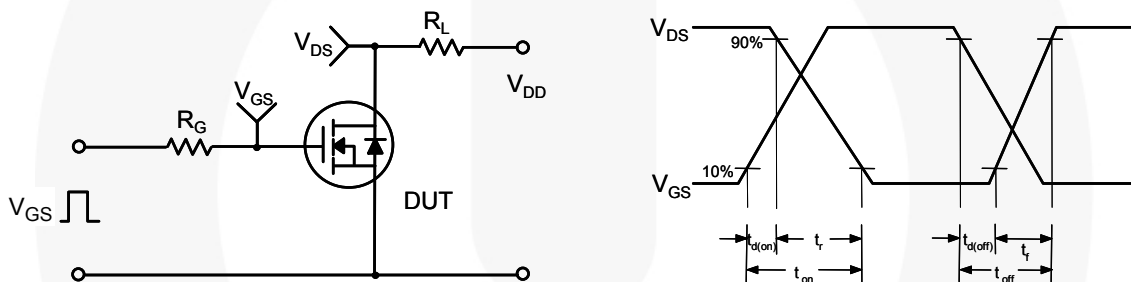 R_L
V_DS
V_DD
V_GS
R_G
V_GS
DUT
V_DS
90%
10%
V_GS
t_d(on) t_r t_d(off) t_f
t_on t_off